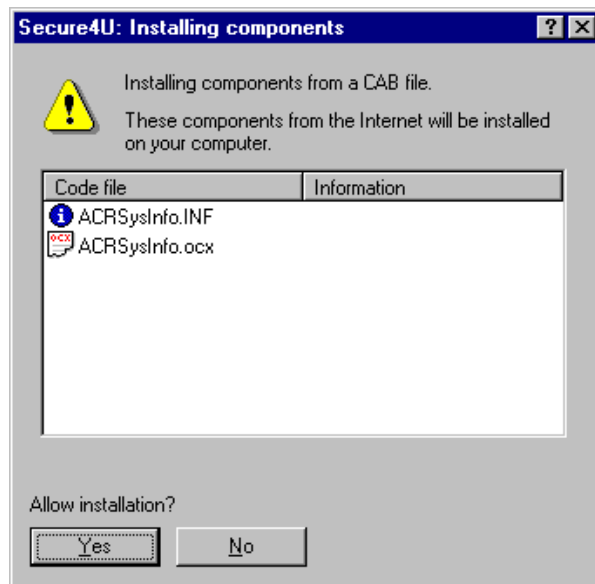 Secure4U: Installing components
Installing components from a CAB file.
These components from the Internet will be installed
on your computer.
Code file Information
ACRSysInfo.INF
OCX
ACRSysInfo.ocx
Allow installation?
Yes No